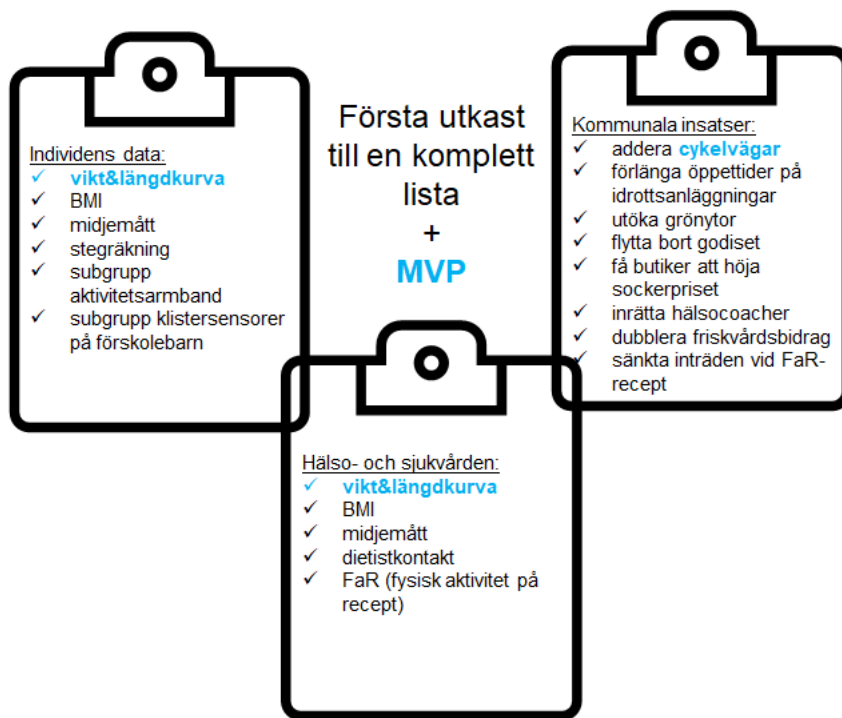 Individens data:
✓ vikt&längdkurva
✓ BMI
✓ midjemått
✓ stegräkning
✓ subgrupp
aktivitetsarmband
✓ subgrupp klistersensorer
på förskolebarn
Första utkast
till en komplett
lista
+
MVP
Kommunala insatser:
✓ addera cykelvägar
✓ förlänga öppettider på
idrottsanläggningar
✓ utöka grönytor
✓ flytta bort godiset
✓ få butiker att höja
sockerpriset
✓ inrätta hälsocoacher
✓ dubblera friskvårdsbidrag
✓ sänkta inträden vid FaR-
recept
Hälso- och sjukvården:
✓ vikt&längdkurva
✓ BMI
✓ midjemått
✓ dietistkontakt
✓ FaR (fysisk aktivitet på
recept)